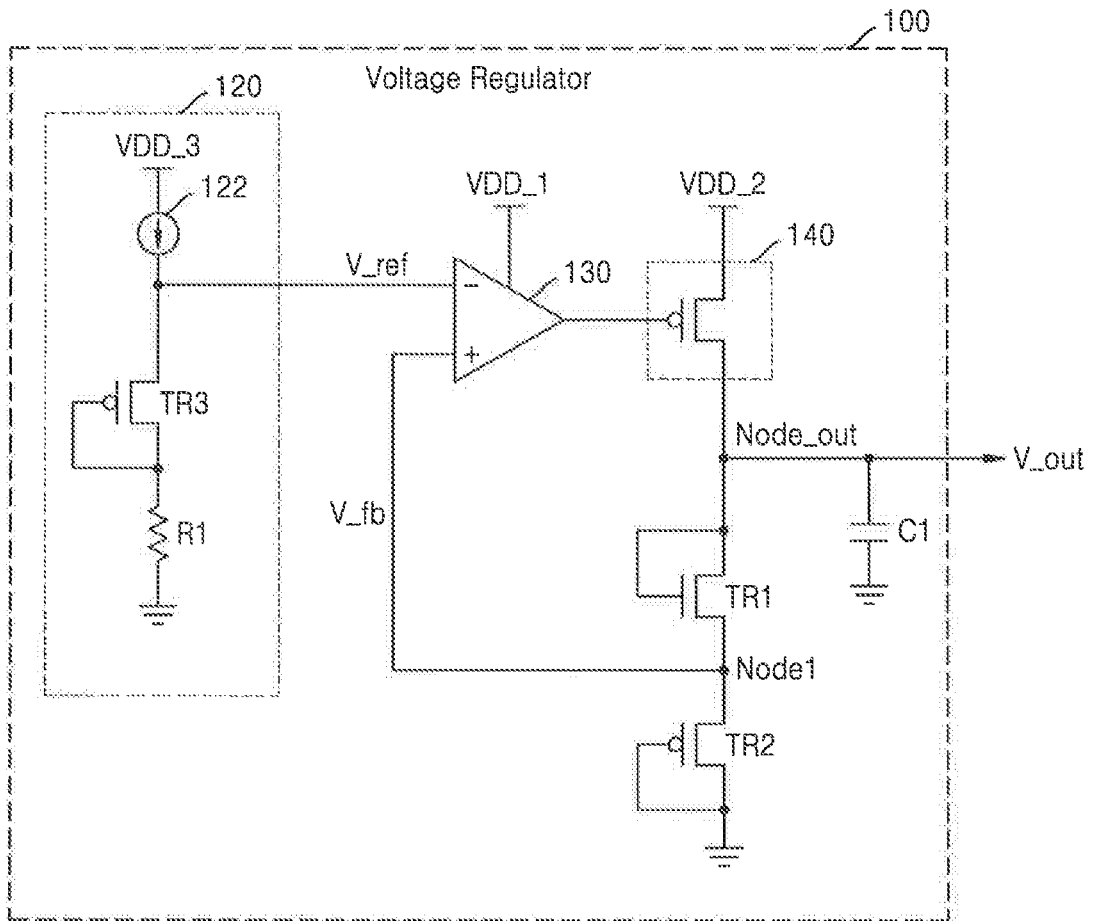 100
Voltage Regulator
120
VDD_3
122
VDD_1
VDD_2
140
V_ref
130
−
+
TR3
Node_out
V_out
V_fb
R1
C1
TR1
Node1
TR2